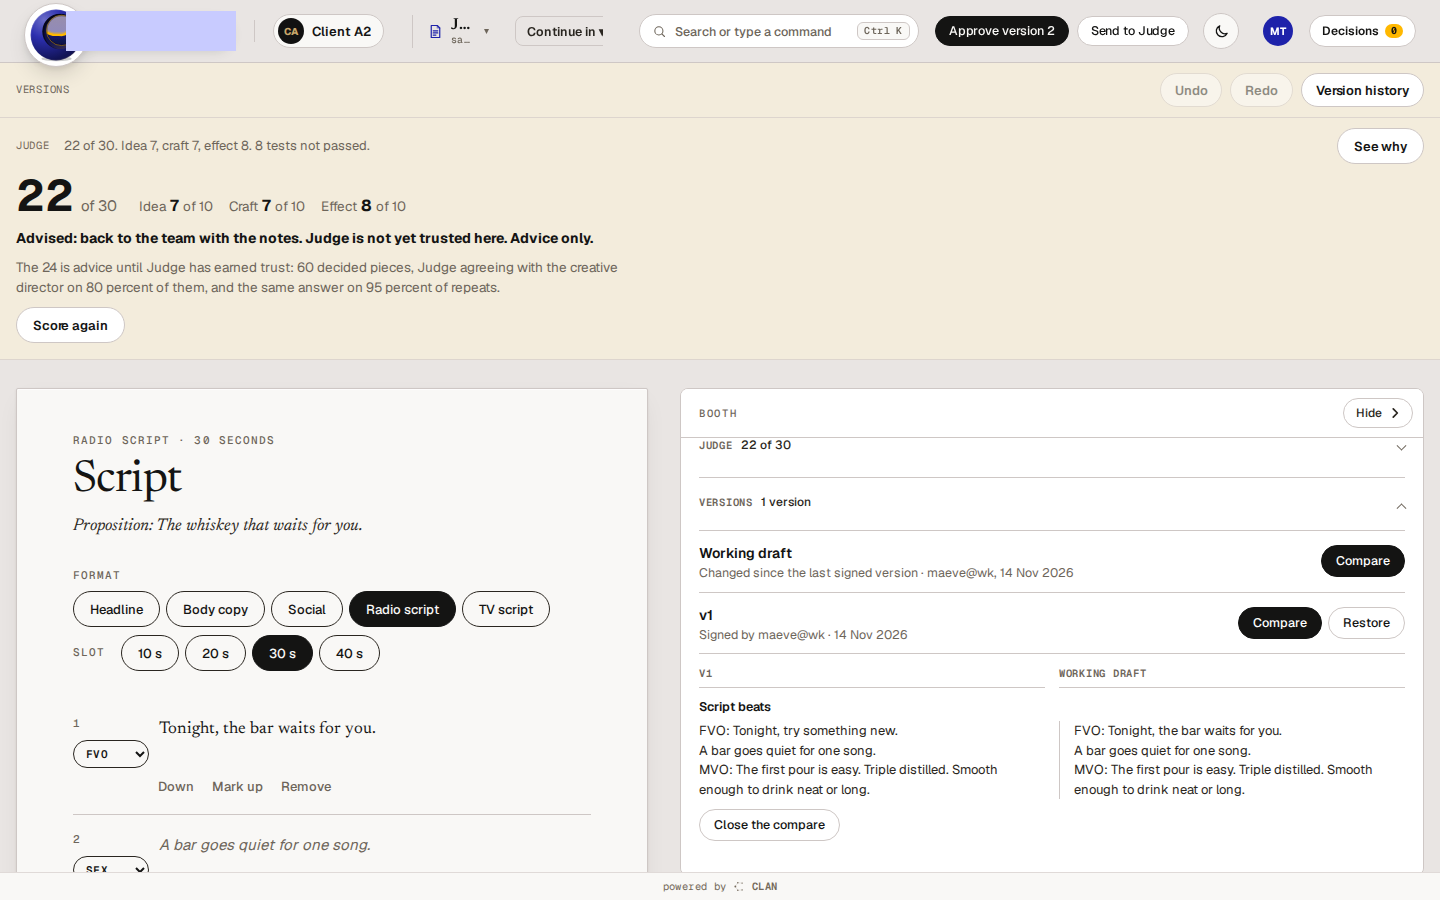 CA Client A2
J...
sa...
Continue in
Search or type a command Ctrl K
Approve version 2
Send to Judge
MT
Decisions 0
VERSIONS
Undo Redo Version history
JUDGE 22 of 30. Idea 7, craft 7, effect 8. 8 tests not passed.
See why
22 of 30 Idea 7 of 10 Craft 7 of 10 Effect 8 of 10
Advised: back to the team with the notes. Judge is not yet trusted here. Advice only.
The 24 is advice until Judge has earned trust: 60 decided pieces, Judge agreeing with the creative
director on 80 percent of them, and the same answer on 95 percent of repeats.
Score again
RADIO SCRIPT · 30 SECONDS
Script
Proposition: The whiskey that waits for you.
FORMAT
Headline Body copy Social Radio script TV script
SLOT 10 s 20 s 30 s 40 s
1
Tonight, the bar waits for you.
FVO
Down Mark up Remove
2
A bar goes quiet for one song.
SFX
BOOTH
Hide
JUDGE 22 of 30
VERSIONS 1 version
Working draft
Changed since the last signed version · maeve@wk, 14 Nov 2026
Compare
v1
Signed by maeve@wk · 14 Nov 2026
Compare Restore
V1 WORKING DRAFT
Script beats
FVO: Tonight, try something new.
A bar goes quiet for one song.
MVO: The first pour is easy. Triple distilled. Smooth
enough to drink neat or long.
FVO: Tonight, the bar waits for you.
A bar goes quiet for one song.
MVO: The first pour is easy. Triple distilled. Smooth
enough to drink neat or long.
Close the compare
powered by CLAN